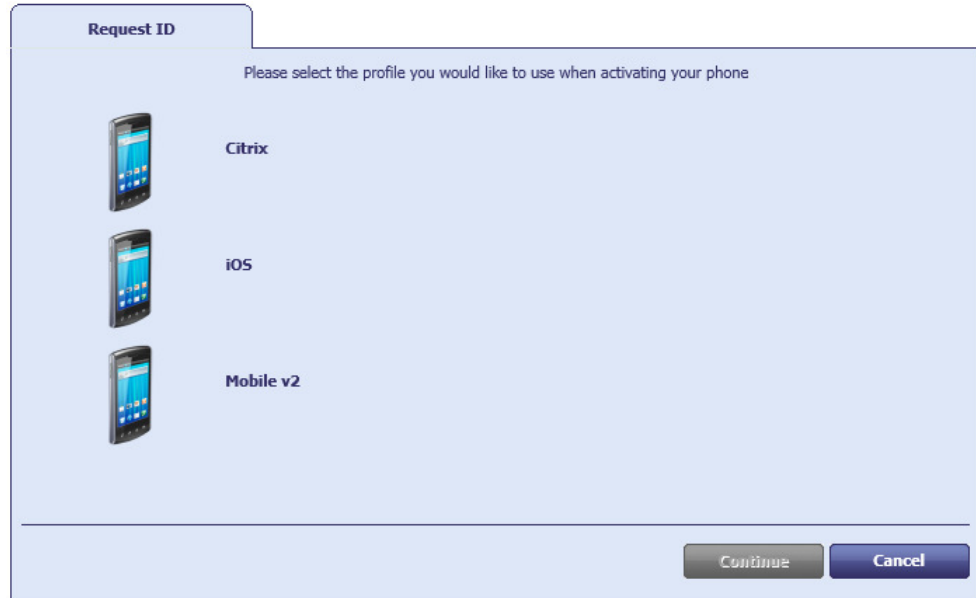 Request ID
Please select the profile you would like to use when activating your phone
Citrix
iOS
Mobile v2
Continue
Cancel